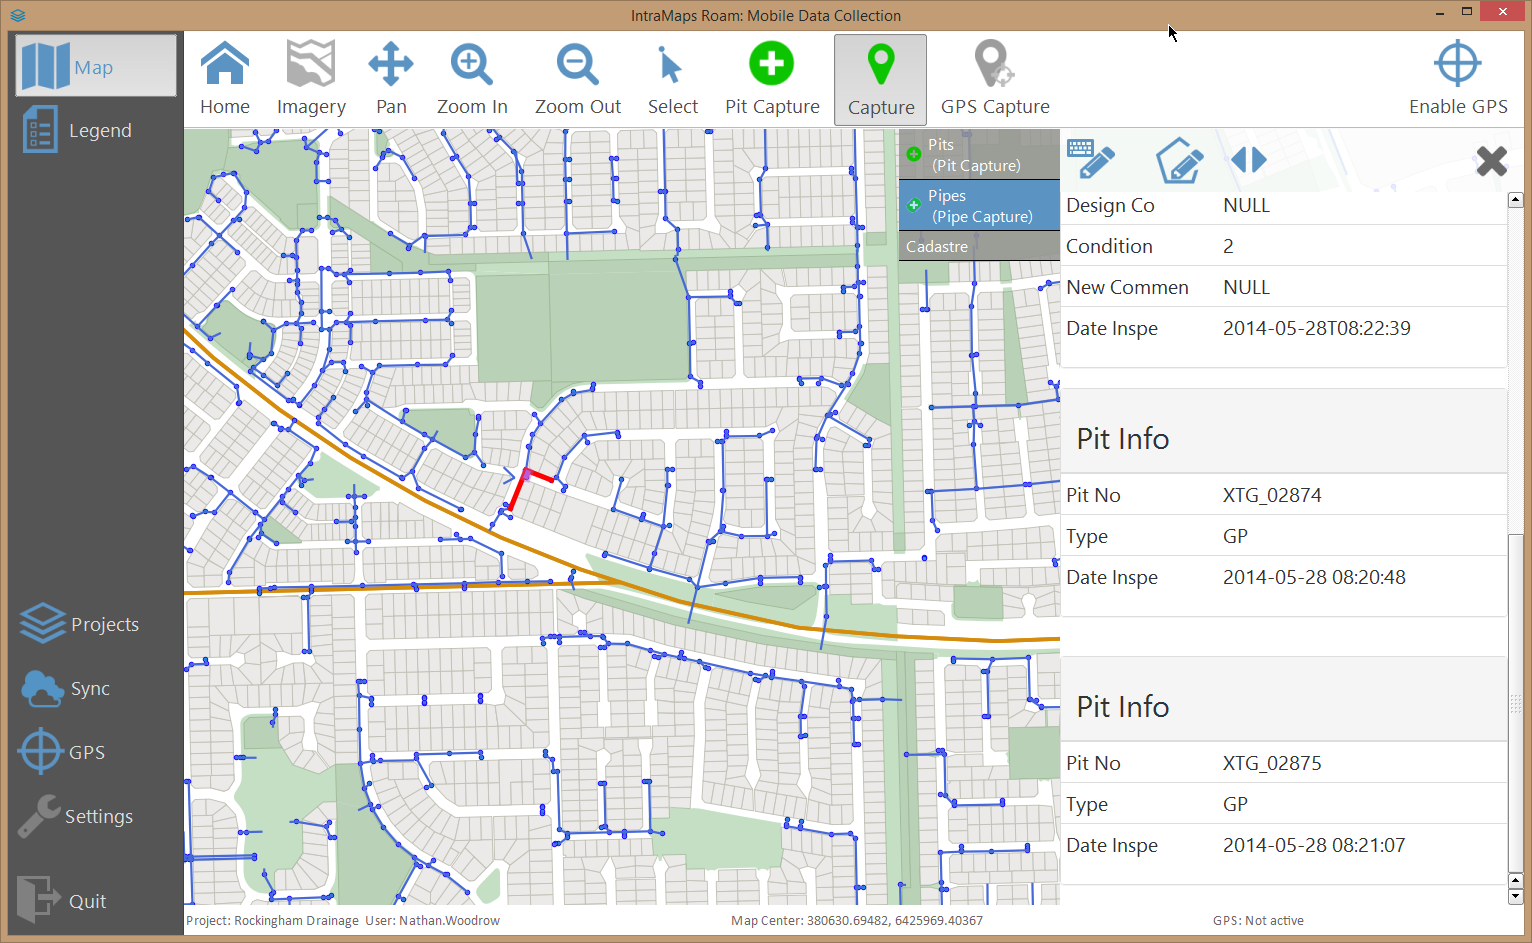 IntraMaps Roam: Mobile Data Collection
Map
Legend
Projects
Sync
GPS
Settings
Quit
Home
Imagery
Pan
Zoom In
Zoom Out
Select
Pit Capture
Capture
GPS Capture
Enable GPS
Pits
(Pit Capture)
Pipes
(Pipe Capture)
Cadastre
Design Co NULL
Condition 2
New Commen NULL
Date Inspe 2014-05-28T08:22:39
Pit Info
Pit No XTG_02874
Type GP
Date Inspe 2014-05-28 08:20:48
Pit Info
Pit No XTG_02875
Type GP
Date Inspe 2014-05-28 08:21:07
Project: Rockingham Drainage User: Nathan.Woodrow
Map Center: 380630.69482, 6425969.40367
GPS: Not active